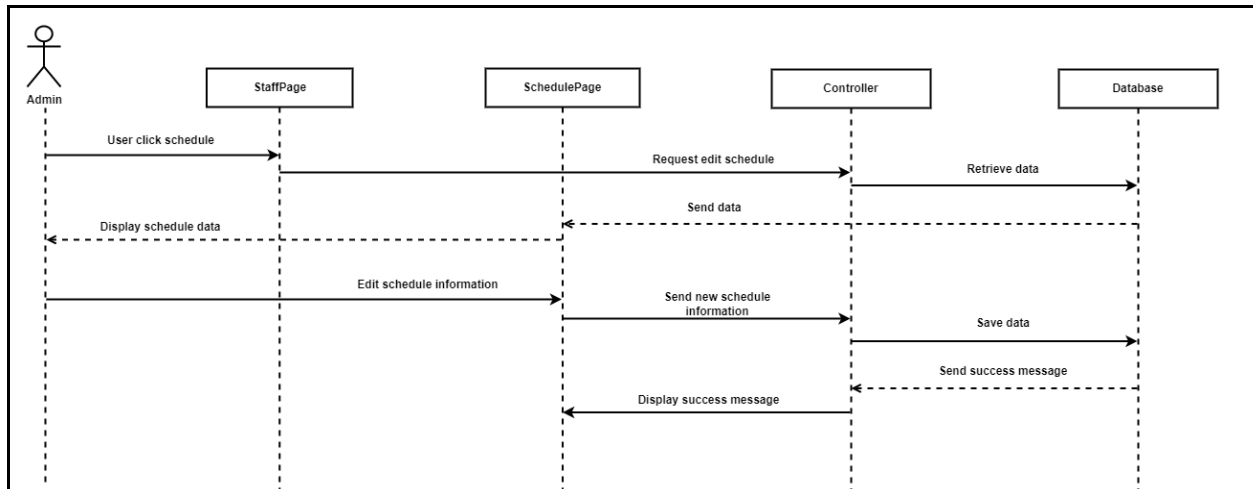 Admin
StaffPage
SchedulePage
Controller
Database
User click schedule
Request edit schedule
Retrieve data
Send data
Display schedule data
Edit schedule information
Send new schedule
information
Save data
Send success message
Display success message